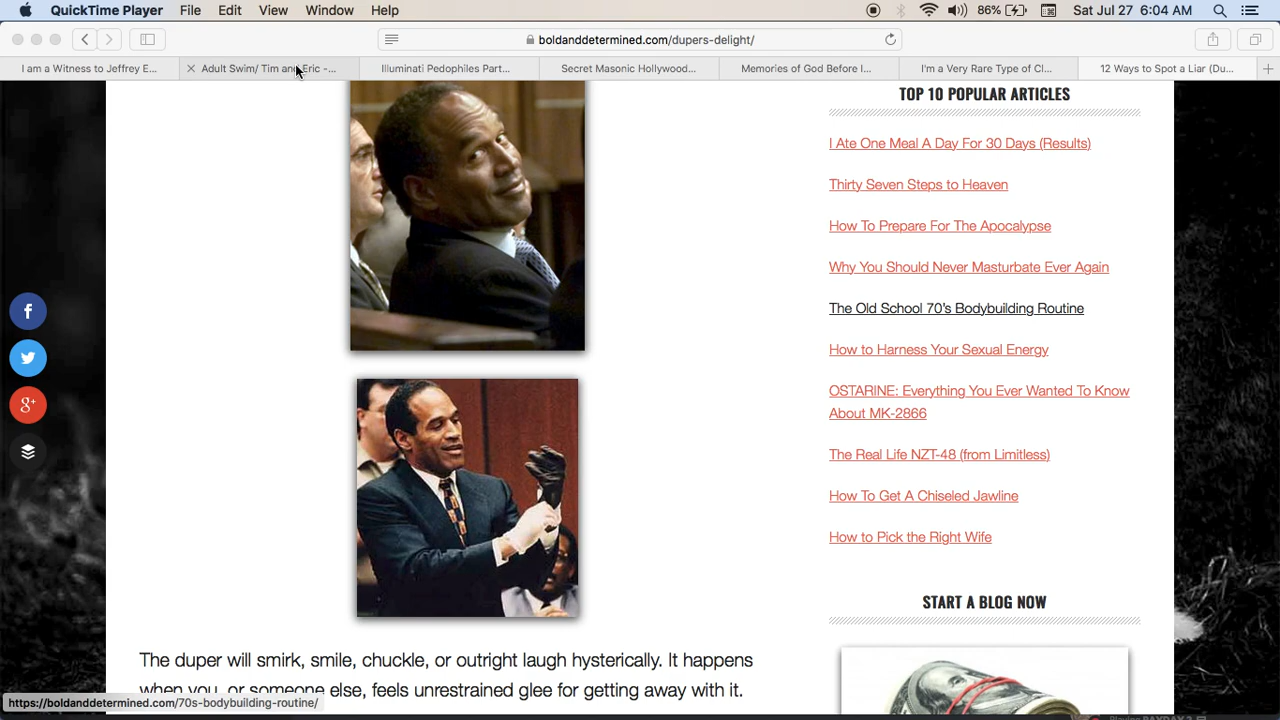 QuickTime Player File Edit View Window Help 86% Sat Jul 27 6:04 AM
boldanddetermined.com/dupers-delight/
I am a Witness to Jeffrey E... Adult Swim/ Tim and Eric -... Illuminati Pedophiles Part... Secret Masonic Hollywood... Memories of God Before I... I'm a Very Rare Type of Cl... 12 Ways to Spot a Liar (Du...
TOP 10 POPULAR ARTICLES
I Ate One Meal A Day For 30 Days (Results)
Thirty Seven Steps to Heaven
How To Prepare For The Apocalypse
Why You Should Never Masturbate Ever Again
The Old School 70's Bodybuilding Routine
How to Harness Your Sexual Energy
OSTARINE: Everything You Ever Wanted To Know
About MK-2866
The Real Life NZT-48 (from Limitless)
How To Get A Chiseled Jawline
How to Pick the Right Wife
START A BLOG NOW
The duper will smirk, smile, chuckle, or outright laugh hysterically. It happens
when you, or someone else, feels unrestrained glee for getting away with it.
https://boldanddetermined.com/70s-bodybuilding-routine/